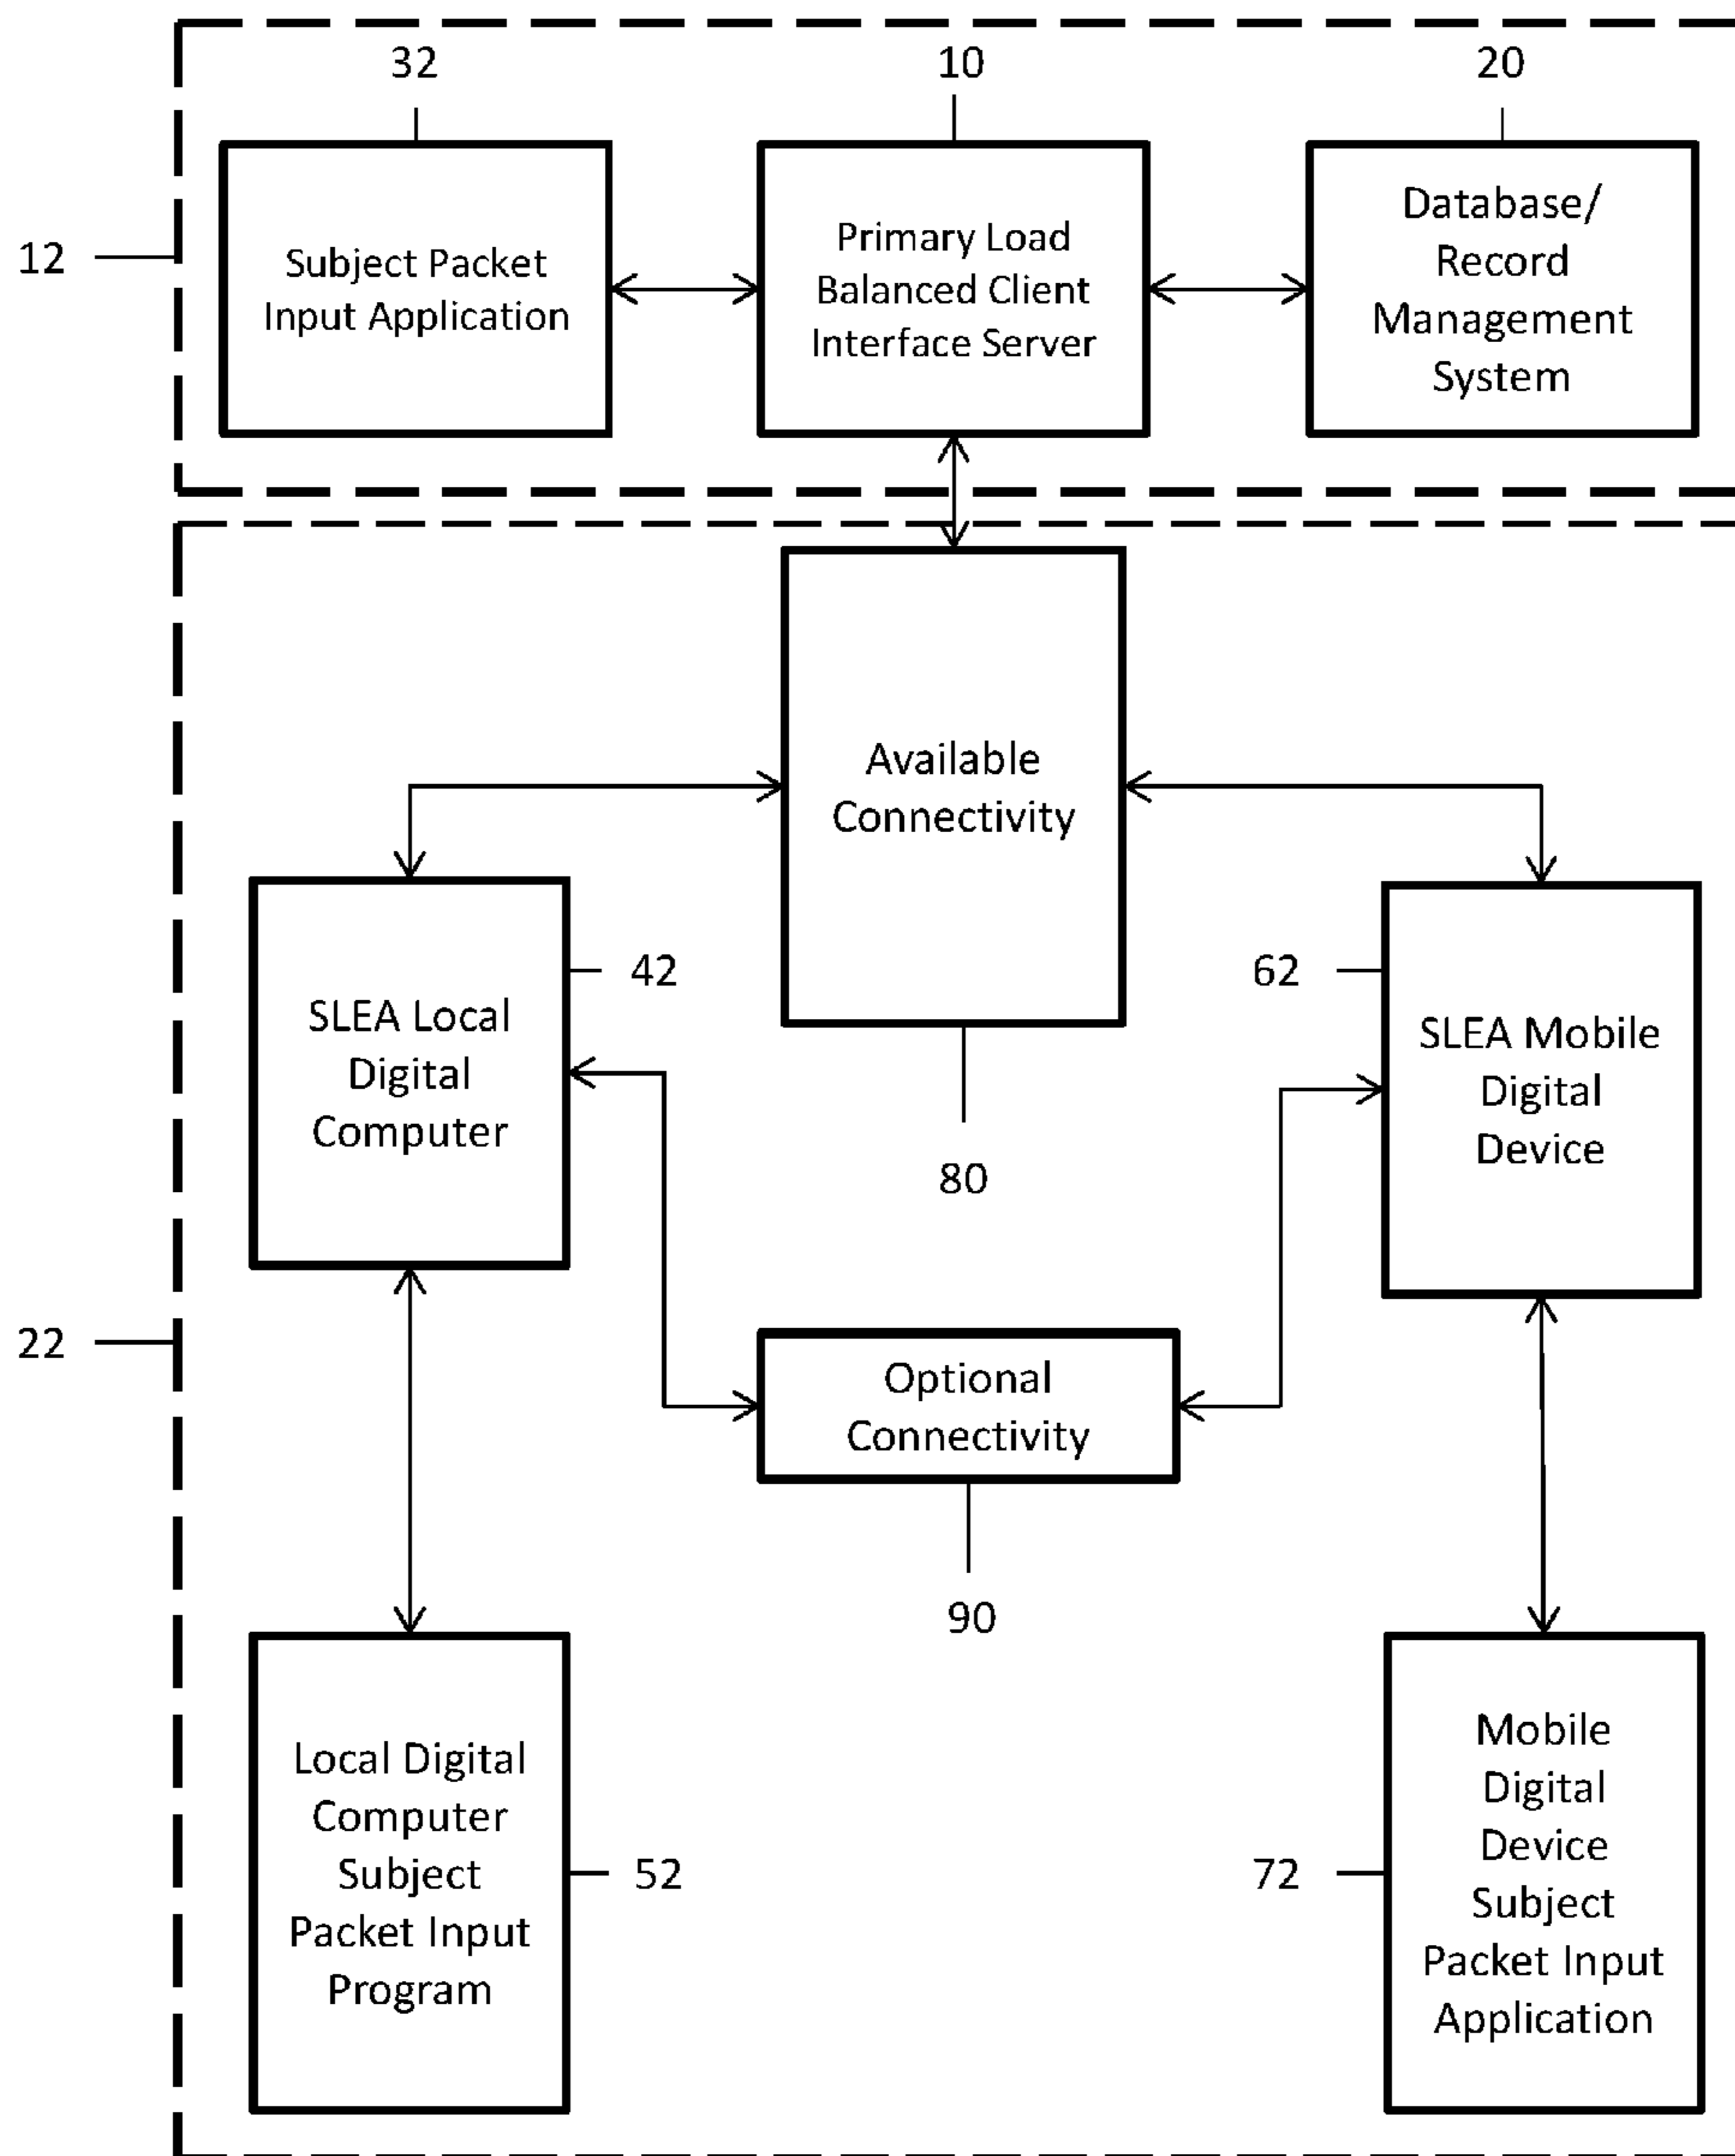 32
10
20
12
Subject Packet
Input Application
Primary Load
Balanced Client
Interface Server
Database/
Record
Management
System
Available
Connectivity
80
SLEA Local
Digital
Computer
42
62
SLEA Mobile
Digital
Device
22
Optional
Connectivity
90
Local Digital
Computer
Subject
Packet Input
Program
52
72
Mobile
Digital
Device
Subject
Packet Input
Application